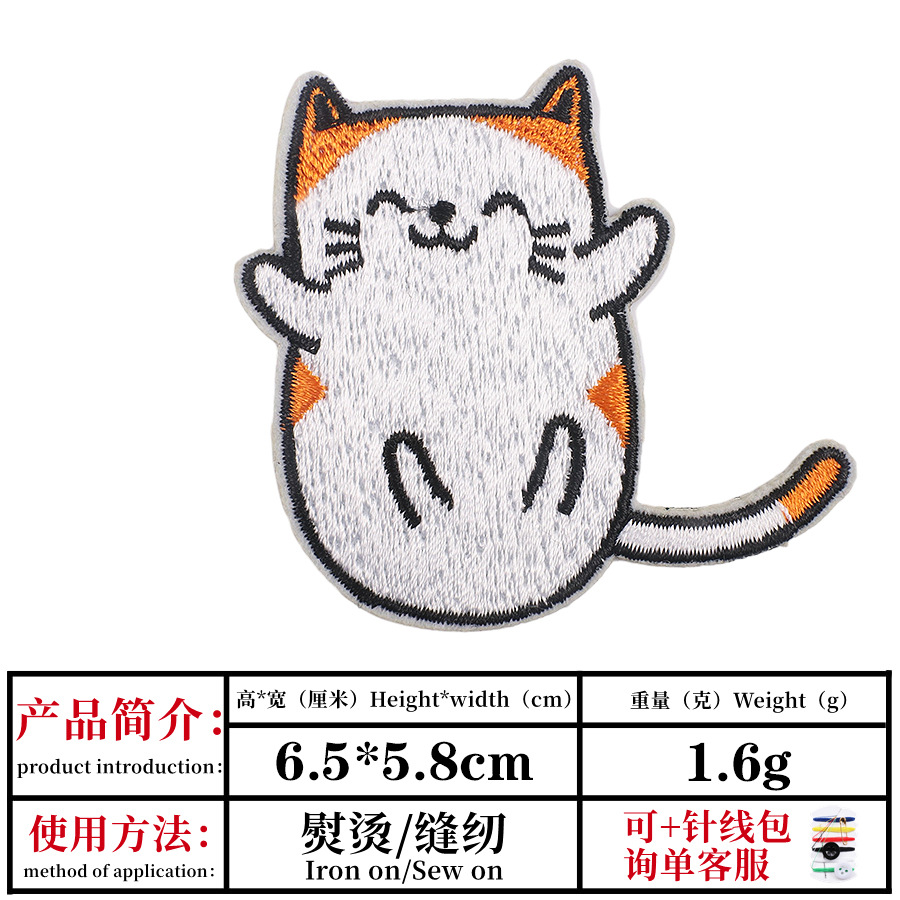 产品简介：
product introduction:
高*宽（厘米）Height*width（cm）
重量（克）Weight（g）
6.5*5.8cm
1.6g
使用方法：
method of application:
熨烫/缝纫
Iron on/Sew on
可+针线包
询单客服